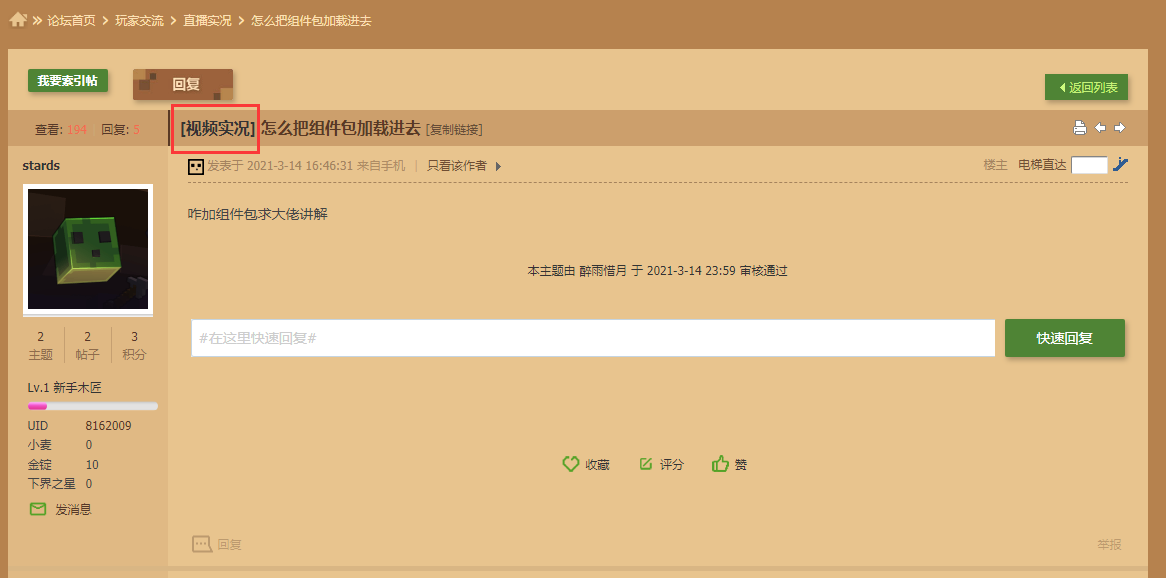 论坛首页 › 玩家交流 › 直播实况 › 怎么把组件包加载进去
我要索引帖
回复
返回列表
查看: 194 回复: 5
[视频实况] 怎么把组件包加载进去 [复制链接]
stards
发表于 2021-3-14 16:46:31 来自手机 | 只看该作者
楼主 电梯直达
咋加组件包求大佬讲解
本主题由 醉雨惜月 于 2021-3-14 23:59 审核通过
#在这里快速回复#
快速回复
2 2 3
主题 帖子 积分
Lv.1 新手木匠
UID 8162009
小麦 0
金锭 10
下界之星 0
发消息
收藏 评分 赞
回复
举报